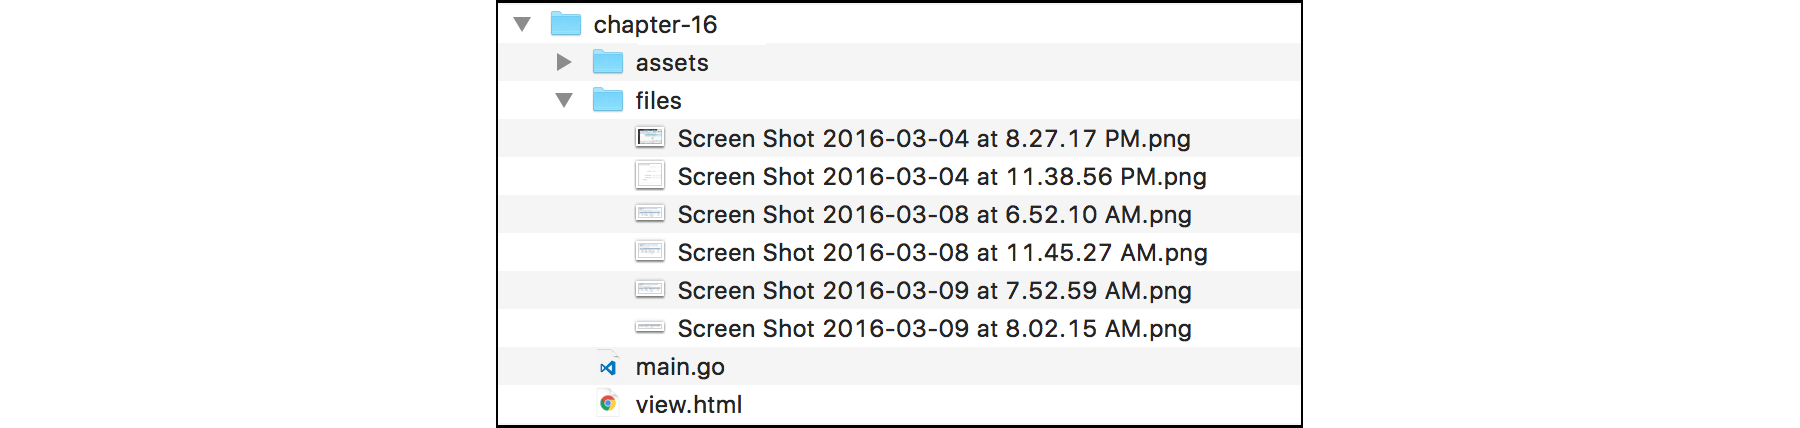 chapter-16
assets
files
Screen Shot 2016-03-04 at 8.27.17 PM.png
Screen Shot 2016-03-04 at 11.38.56 PM.png
Screen Shot 2016-03-08 at 6.52.10 AM.png
Screen Shot 2016-03-08 at 11.45.27 AM.png
Screen Shot 2016-03-09 at 7.52.59 AM.png
Screen Shot 2016-03-09 at 8.02.15 AM.png
main.go
view.html